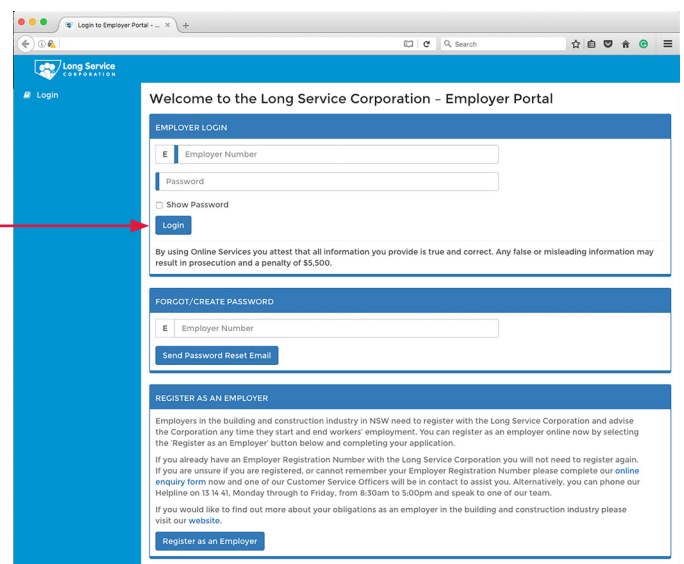 Login to Employer Portal - ... × +
Search
Long Service
CORPORATION
Login
Welcome to the Long Service Corporation – Employer Portal
EMPLOYER LOGIN
E Employer Number
Password
Show Password
Login
By using Online Services you attest that all information you provide is true and correct. Any false or misleading information may
result in prosecution and a penalty of $5,500.
FORGOT/CREATE PASSWORD
E Employer Number
Send Password Reset Email
REGISTER AS AN EMPLOYER
Employers in the building and construction industry in NSW need to register with the Long Service Corporation and advise
the Corporation any time they start and end workers' employment. You can register as an employer online now by selecting
the 'Register as an Employer' button below and completing your application.
If you already have an Employer Registration Number with the Long Service Corporation you will not need to register again.
If you are unsure if you are registered, or cannot remember your Employer Registration Number please complete our online
enquiry form now and one of our Customer Service Officers will be in contact to assist you. Alternatively, you can phone our
Helpline on 13 14 41, Monday through to Friday, from 8:30am to 5:00pm and speak to one of our team.
If you would like to find out more about your obligations as an employer in the building and construction industry please
visit our website.
Register as an Employer